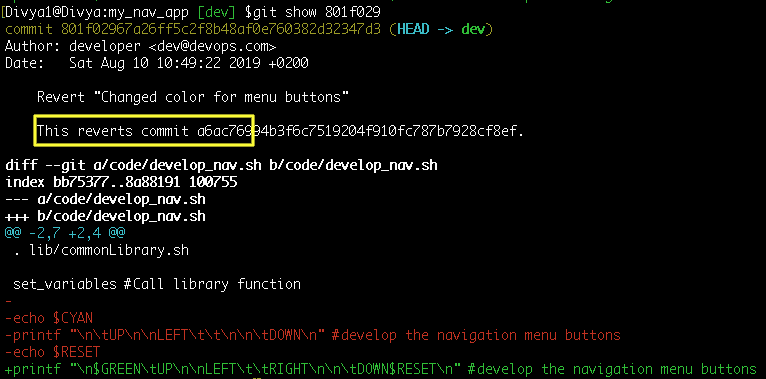 [Divya1@Divya:my_nav_app [dev] $git show 801f029
commit 801f02967a26ff5c2f8b48af0e760382d32347d3 (HEAD -> dev)
Author: developer <dev@devops.com>
Date:   Sat Aug 10 10:49:22 2019 +0200
    Revert "Changed color for menu buttons"
    This reverts commit a6ac76994b3f6c7519204f910fc787b7928cf8ef.
diff --git a/code/develop_nav.sh b/code/develop_nav.sh
index bb75377..8a88191 100755
--- a/code/develop_nav.sh
+++ b/code/develop_nav.sh
@@ -2,7 +2,4 @@
 . lib/commonLibrary.sh
 set_variables #Call library function
-
-echo $CYAN
-printf "\n\tUP\n\nLEFT\t\t\n\n\tDOWN\n" #develop the navigation menu buttons
-echo $RESET
+printf "\n$GREEN\tUP\n\nLEFT\t\tRIGHT\n\n\tDOWN$RESET\n" #develop the navigation menu buttons